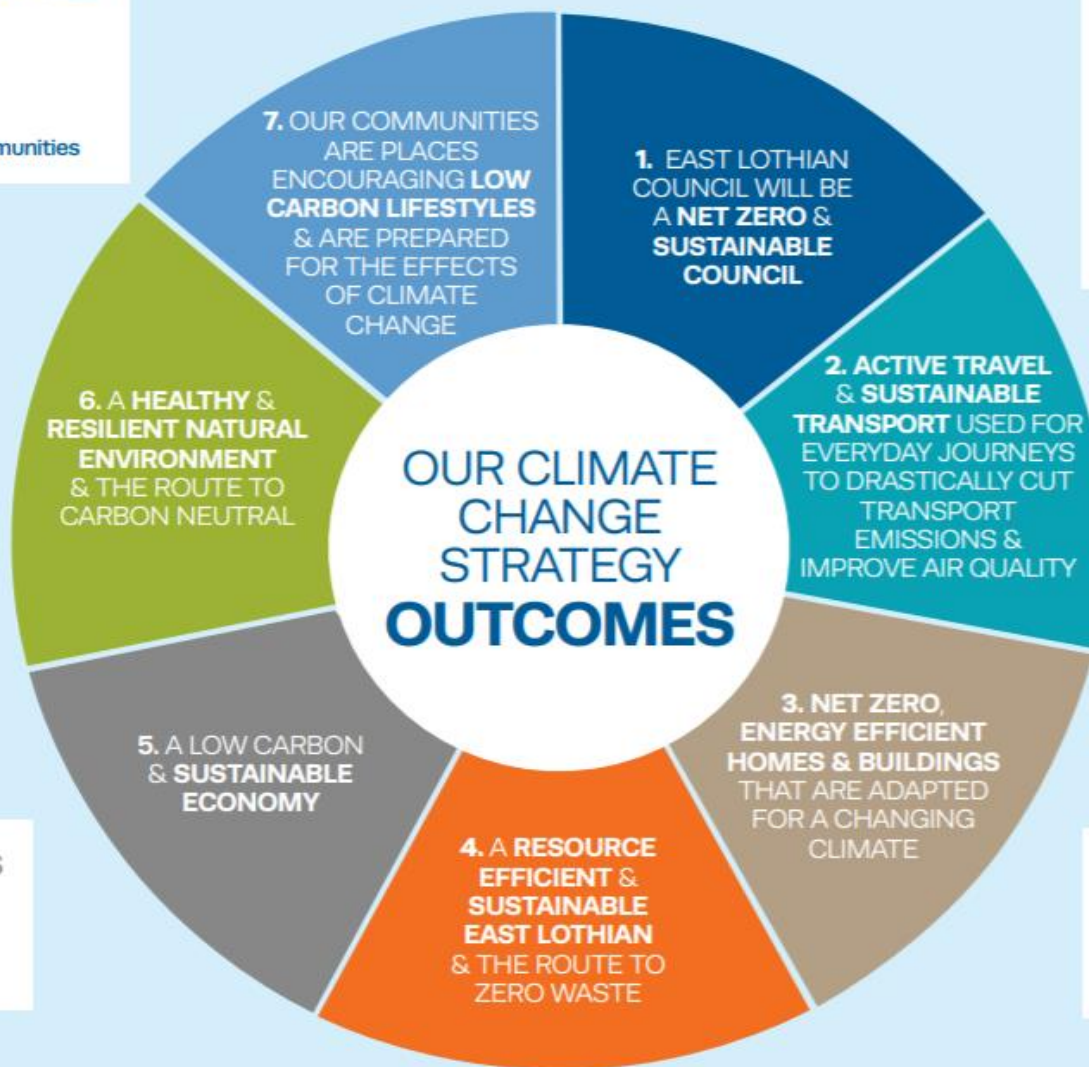 munities
7. OUR COMMUNITIES
ARE PLACES
ENCOURAGING LOW
CARBON LIFESTYLES
& ARE PREPARED
FOR THE EFFECTS
OF CLIMATE
CHANGE
1. EAST LOTHIAN
COUNCIL WILL BE
A NET ZERO &
SUSTAINABLE
COUNCIL
2. ACTIVE TRAVEL
& SUSTAINABLE
TRANSPORT USED FOR
EVERYDAY JOURNEYS
TO DRASTICALLY CUT
TRANSPORT
EMISSIONS &
IMPROVE AIR QUALITY
6. A HEALTHY &
RESILIENT NATURAL
ENVIRONMENT
& THE ROUTE TO
CARBON NEUTRAL
OUR CLIMATE
CHANGE
STRATEGY
OUTCOMES
3. NET ZERO,
ENERGY EFFICIENT
HOMES & BUILDINGS
THAT ARE ADAPTED
FOR A CHANGING
CLIMATE
5. A LOW CARBON
& SUSTAINABLE
ECONOMY
4. A RESOURCE
EFFICIENT &
SUSTAINABLE
EAST LOTHIAN
& THE ROUTE TO
ZERO WASTE
S